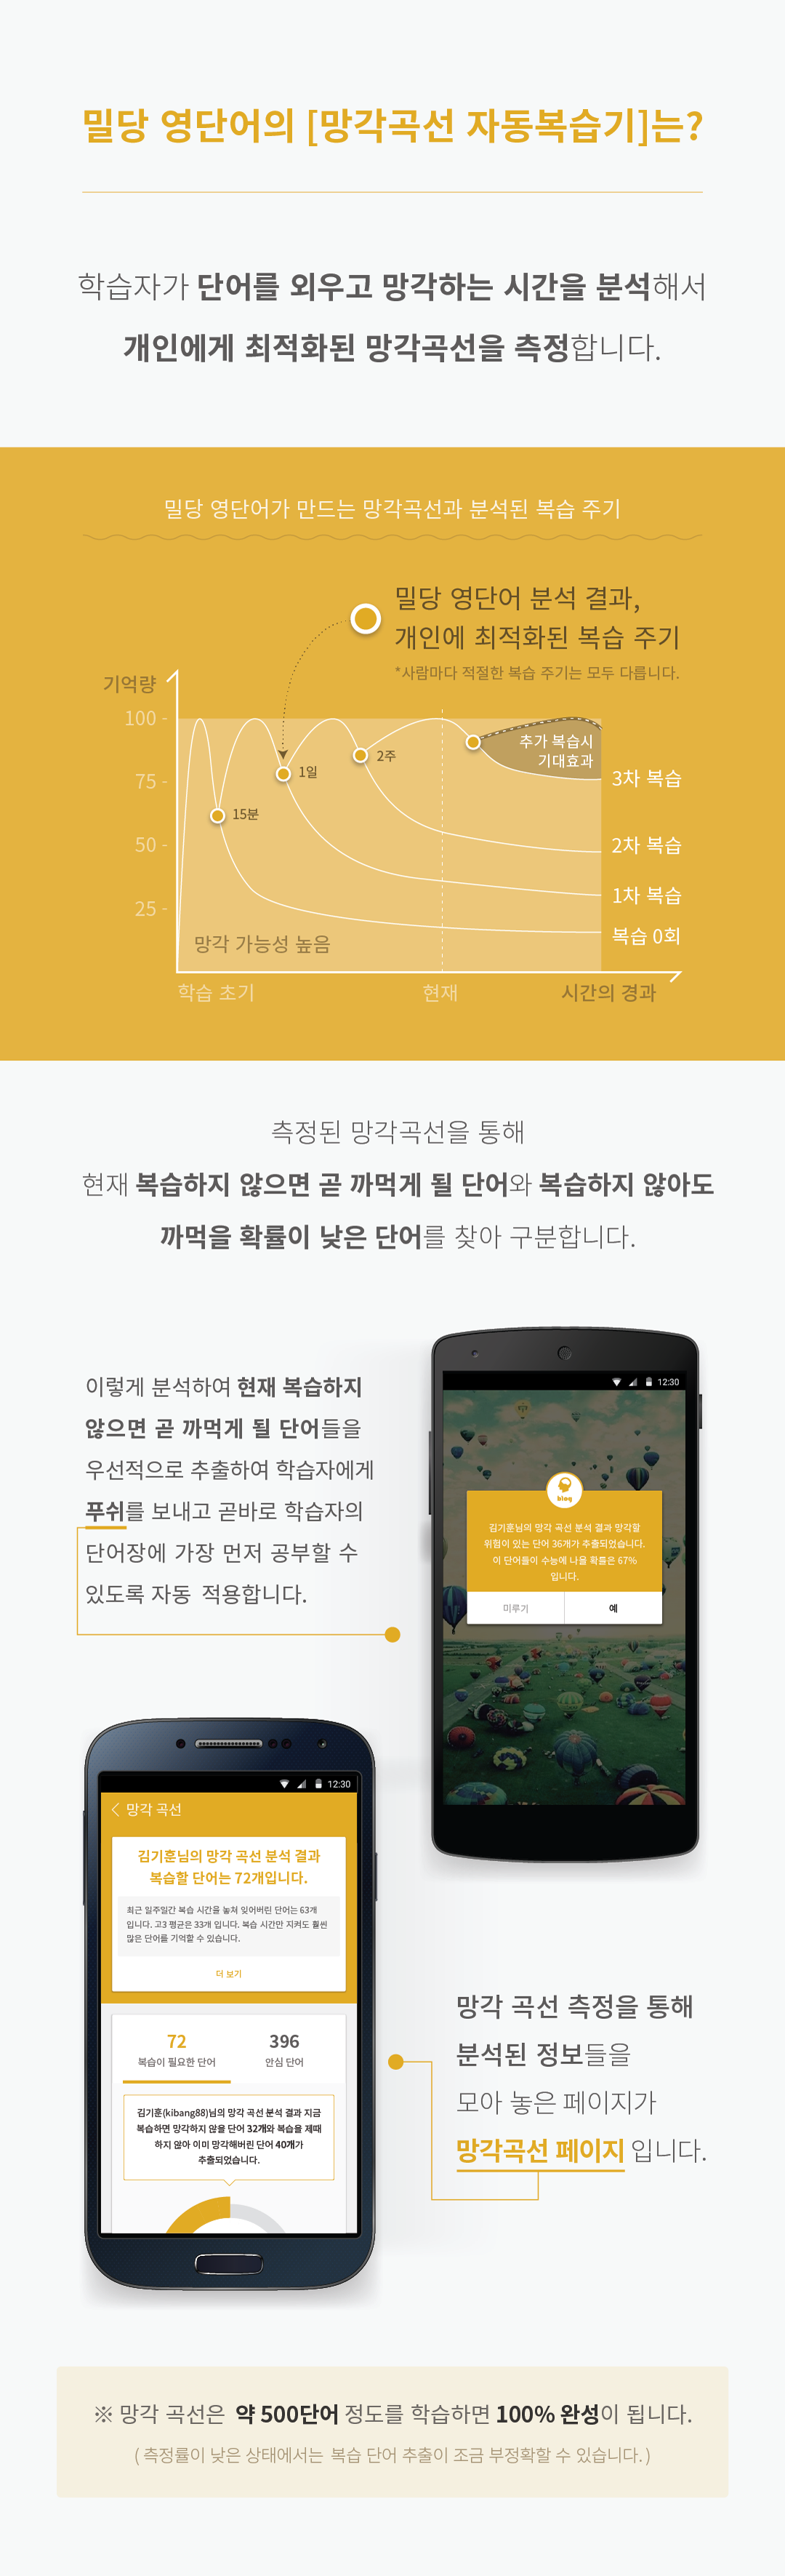 밀당 영단어의 [망각곡선 자동복습기]는?
학습자가 단어를 외우고 망각하는 시간을 분석해서
개인에게 최적화된 망각곡선을 측정합니다.
밀당 영단어가 만드는 망각곡선과 분석된 복습 주기
밀당 영단어 분석 결과,
개인에 최적화된 복습 주기
*사람마다 적절한 복습 주기는 모두 다릅니다.
기억량
100 -
75 -
50 -
25 -
15분
1일
2주
추가 복습시
기대효과
3차 복습
2차 복습
1차 복습
복습 0회
망각 가능성 높음
학습 초기
현재
시간의 경과
측정된 망각곡선을 통해
현재 복습하지 않으면 곧 까먹게 될 단어와 복습하지 않아도
까먹을 확률이 낮은 단어를 찾아 구분합니다.
이렇게 분석하여 현재 복습하지
않으면 곧 까먹게 될 단어들을
우선적으로 추출하여 학습자에게
푸쉬를 보내고 곧바로 학습자의
단어장에 가장 먼저 공부할 수
있도록 자동 적용합니다.
12:30
blog
김기훈님의 망각 곡선 분석 결과 망각할
위험이 있는 단어 36개가 추출되었습니다.
이 단어들이 수능에 나올 확률은 67%
입니다.
미루기
예
12:30
망각 곡선
김기훈님의 망각 곡선 분석 결과
복습할 단어는 72개입니다.
최근 일주일간 복습 시간을 놓쳐 잊어버린 단어는 63개
입니다. 고3 평균은 33개 입니다. 복습 시간만 지켜도 훨씬
많은 단어를 기억할 수 있습니다.
더 보기
72
복습이 필요한 단어
396
안심 단어
김기훈(kibang88)님의 망각 곡선 분석 결과 지금
복습하면 망각하지 않을 단어 32개와 복습을 제때
하지 않아 이미 망각해버린 단어 40개가
추출되었습니다.
망각 곡선 측정을 통해
분석된 정보들을
모아 놓은 페이지가
망각곡선 페이지 입니다.
※ 망각 곡선은 약 500단어 정도를 학습하면 100% 완성이 됩니다.
( 측정률이 낮은 상태에서는 복습 단어 추출이 조금 부정확할 수 있습니다. )